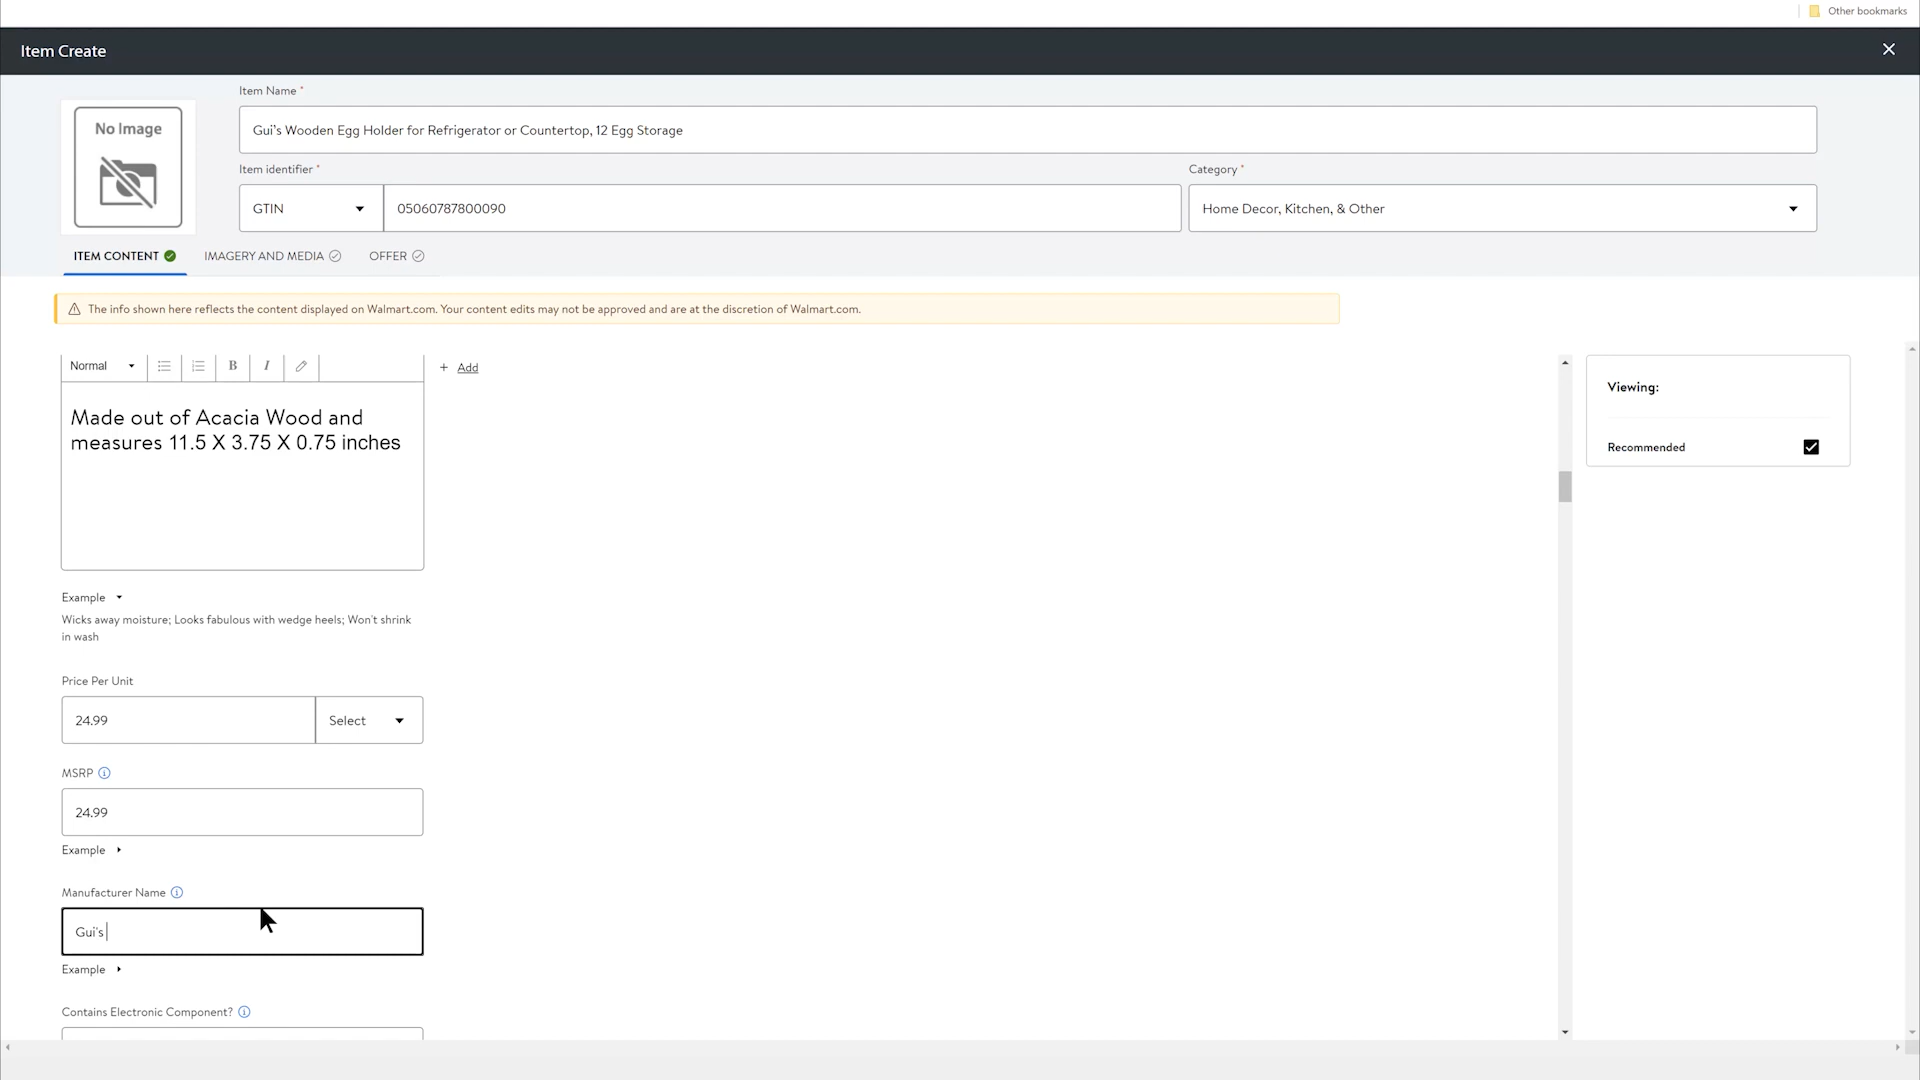 Other bookmarks
Item Create
No Image
Item Name *
Gui's Wooden Egg Holder for Refrigerator or Countertop, 12 Egg Storage
Item identifier *
Category *
GTIN
05060787800090
Home Decor, Kitchen, & Other
ITEM CONTENT
IMAGERY AND MEDIA
OFFER
The info shown here reflects the content displayed on Walmart.com. Your content edits may not be approved and are at the discretion of Walmart.com.
Normal
B
I
+ Add
Made out of Acacia Wood and
measures 11.5 X 3.75 X 0.75 inches
Viewing:
Recommended
Example
Wicks away moisture; Looks fabulous with wedge heels; Won't shrink
in wash
Price Per Unit
24.99
Select
MSRP
24.99
Example
Manufacturer Name
Gui's
Example
Contains Electronic Component?